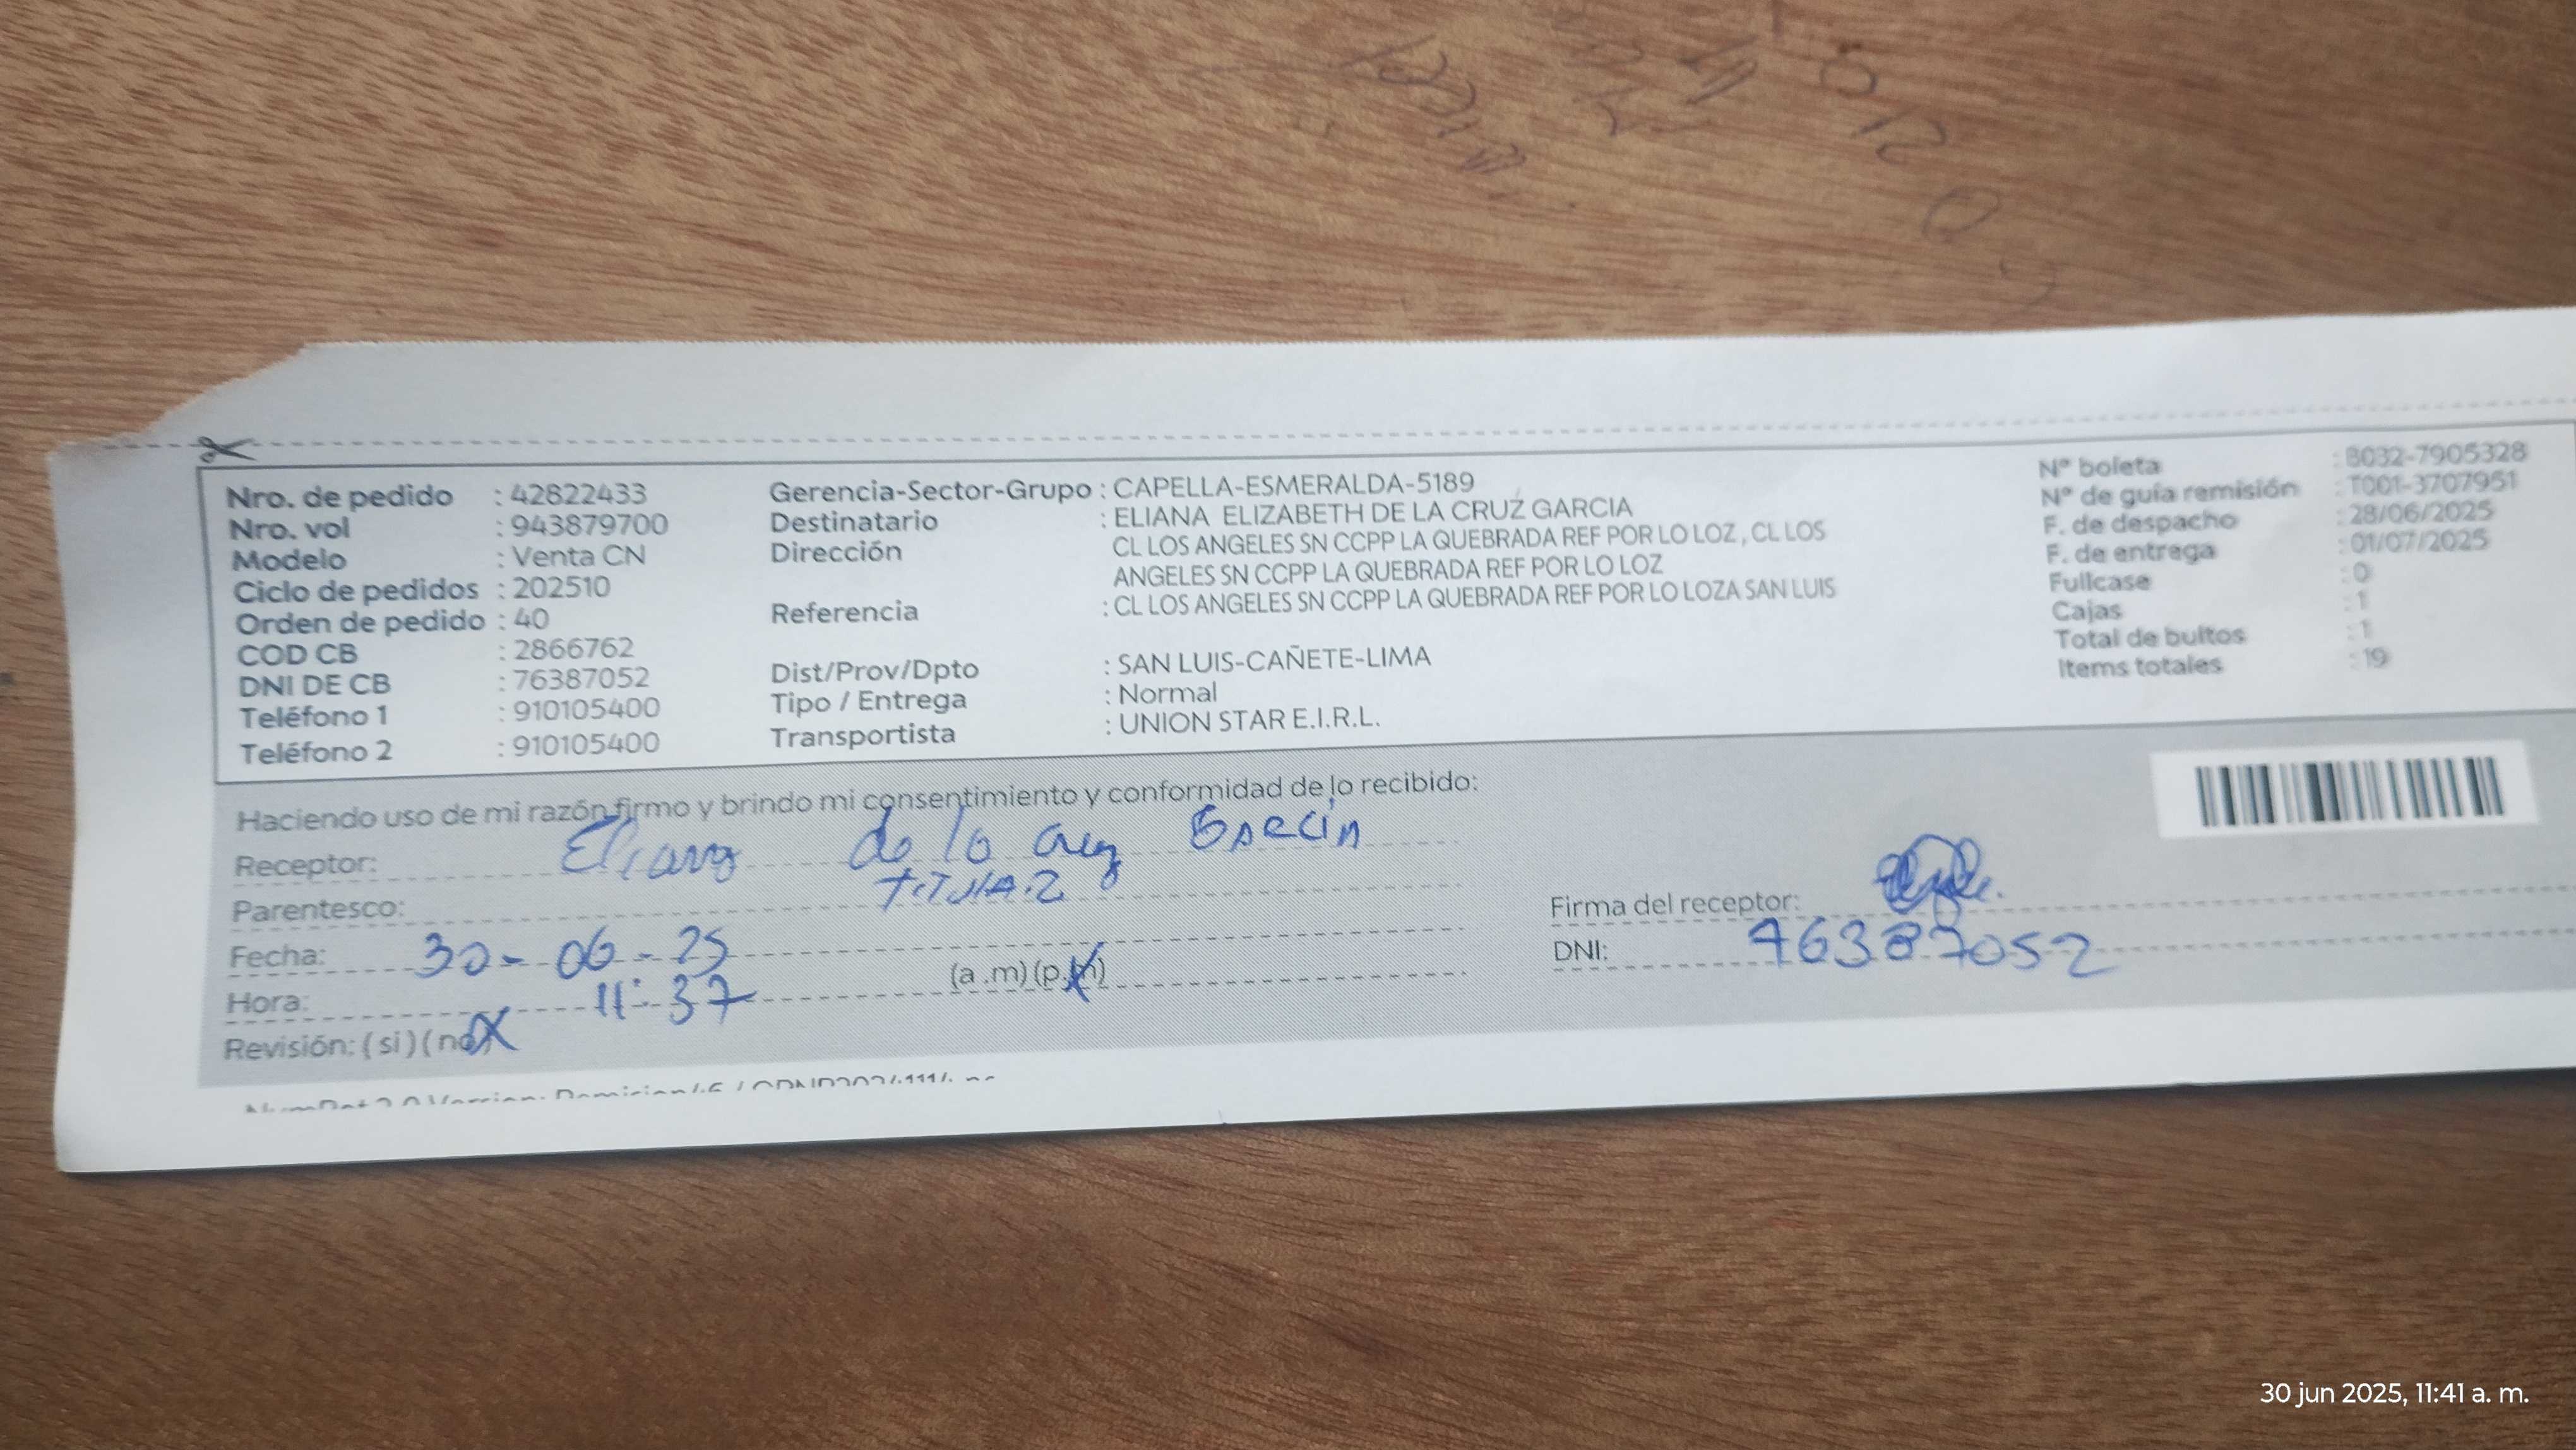 Nro. de pedido : 42822433
Nro. vol : 943879700
Modelo : Venta CN
Ciclo de pedidos : 202510
Orden de pedido : 40
COD CB : 2866762
DNI DE CB : 76387052
Teléfono 1 : 910105400
Teléfono 2 : 910105400
Gerencia-Sector-Grupo : CAPELLA-ESMERALDA-5189
Destinatario : ELIANA ELIZABETH DE LA CRUZ GARCIA
Dirección CL LOS ANGELES SN CCPP LA QUEBRADA REF POR LO LOZ , CL LOS
ANGELES SN CCPP LA QUEBRADA REF POR LO LOZ
Referencia : CL LOS ANGELES SN CCPP LA QUEBRADA REF POR LO LOZA SAN LUIS
Dist/Prov/Dpto : SAN LUIS-CAÑETE-LIMA
Tipo / Entrega : Normal
Transportista : UNION STAR E.I.R.L.
Nº boleta : B032-7905328
Nº de guía remisión : T001-3707951
F. de despacho : 28/06/2025
F. de entrega : 01/07/2025
Fullcase : 0
Cajas : 1
Total de bultos : 1
Items totales : 19
Haciendo uso de mi razón firmo y brindo mi consentimiento y conformidad de lo recibido:
Receptor: Eliana de la Cruz García
Parentesco: TITULAR
Fecha: 30-06-25
Hora: 11:37 (a.m)(p.m)
Revisión: (si)(no)
Firma del receptor:
DNI: 76387052
30 jun 2025, 11:41 a. m.